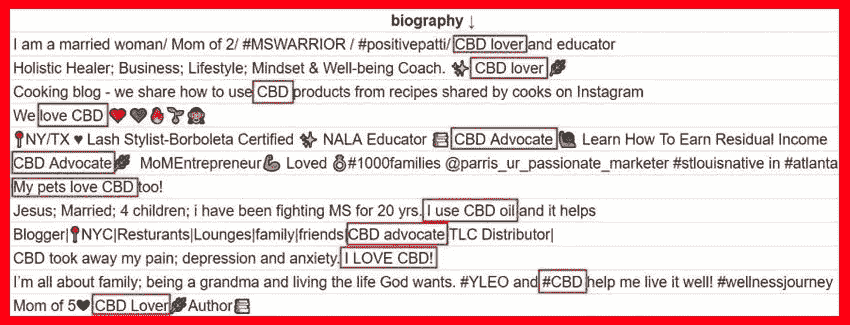 biography ↓
I am a married woman/ Mom of 2/ #MSWARRIOR / #positivepatti/ CBD lover and educator
Holistic Healer; Business; Lifestyle; Mindset & Well-being Coach. ✨ CBD lover 🌿
Cooking blog - we share how to use CBD products from recipes shared by cooks on Instagram
We love CBD
📍NY/TX ♥ Lash Stylist-Borboleta Certified ✨ NALA Educator CBD Advocate Learn How To Earn Residual Income
CBD Advocate🌿 MoMEntrepreneur💪 Loved 💍#1000families @parris_ur_passionate_marketer #stlouisnative in #atlanta
My pets love CBD too!
Jesus; Married; 4 children; i have been fighting MS for 20 yrs. I use CBD oil and it helps
Blogger|📍NYC|Resturants|Lounges|family|friends CBD advocate TLC Distributor|
CBD took away my pain; depression and anxiety. I LOVE CBD!
I'm all about family; being a grandma and living the life God wants. #YLEO and #CBD help me live it well! #wellnessjourney
Mom of 5♥ CBD Lover🌿Author